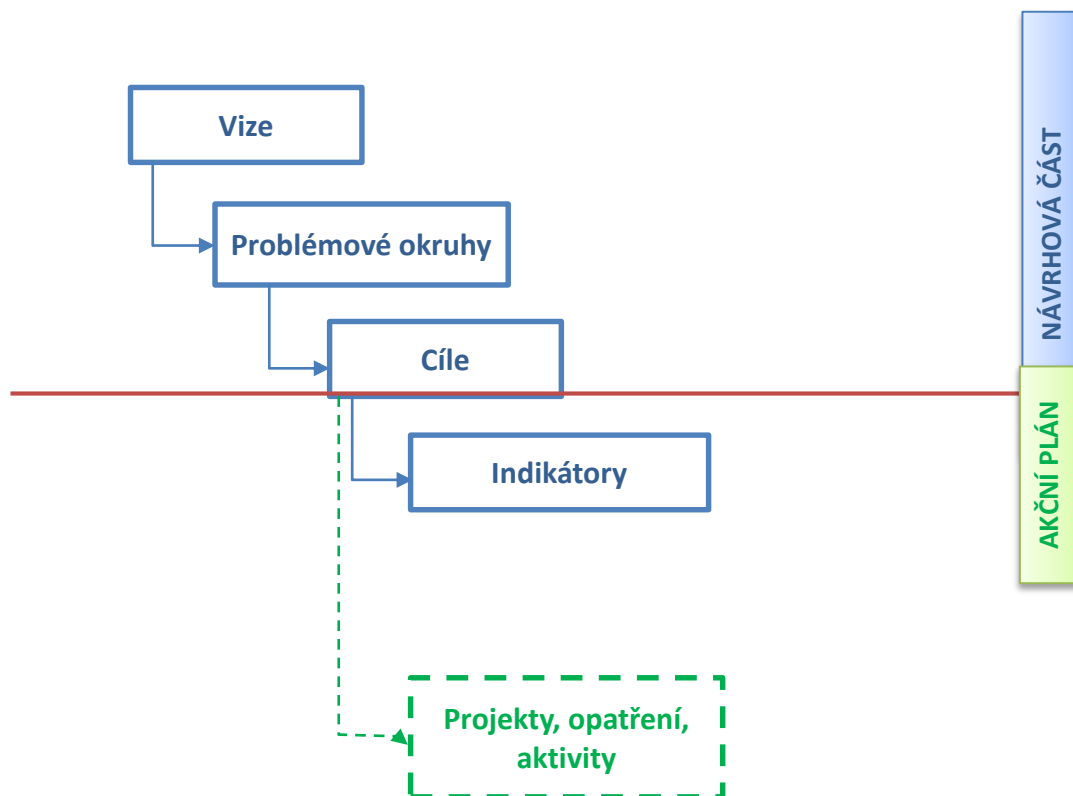 Vize
Problémové okruhy
Cíle
Indikátory
Projekty, opatření,
aktivity
NÁVRHOVÁ ČÁST
AKČNÍ PLÁN